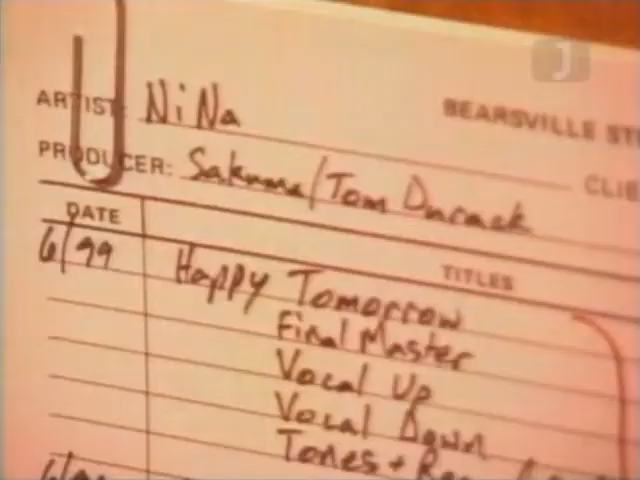 J
ARTIST: NiNa
BEARSVILLE ST
PRODUCER: Sakuma/Tom Durack
CLIE
DATE
TITLES
6/99 Happy Tomorrow
Final Master
Vocal Up
Vocal Down
Tones +